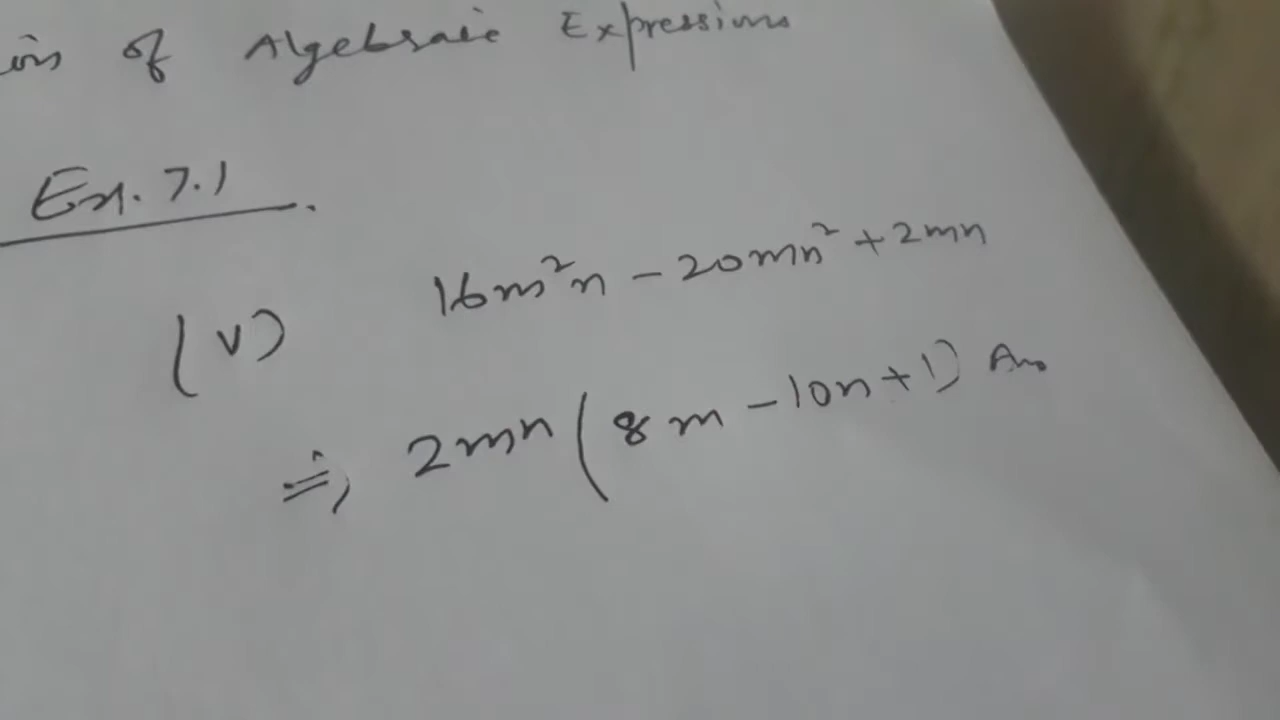 of Algebraic Expressions
Ex. 7.1
(v) 16m²n - 20mn² + 2mn
⇒, 2mn (8m - 10n + 1) Ans